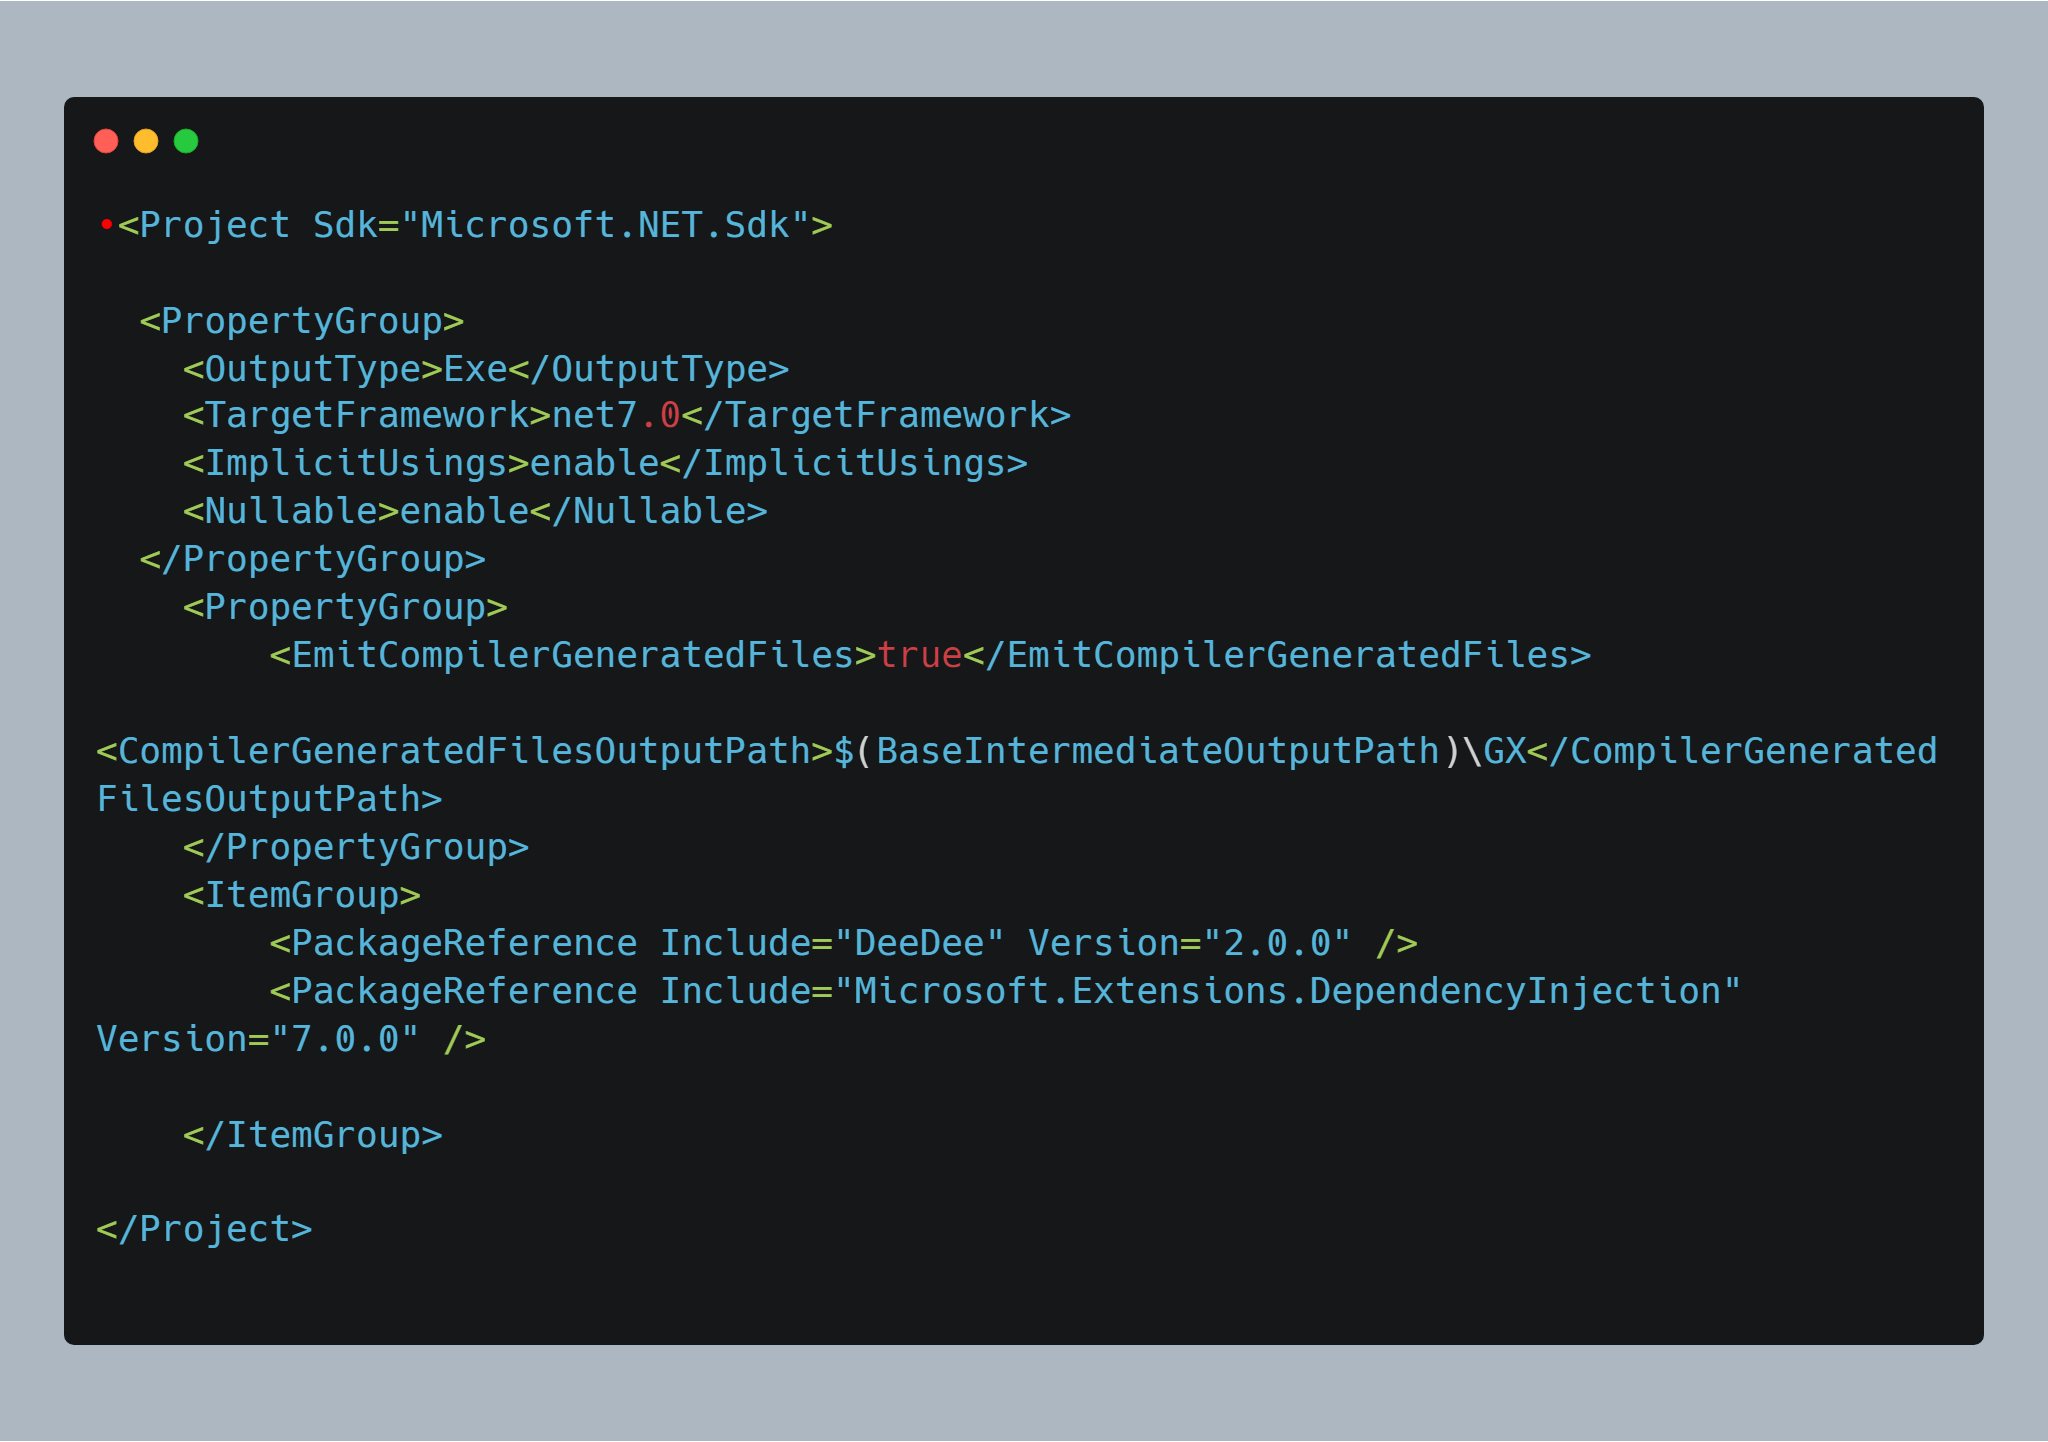 •<Project Sdk="Microsoft.NET.Sdk">

  <PropertyGroup>
    <OutputType>Exe</OutputType>
    <TargetFramework>net7.0</TargetFramework>
    <ImplicitUsings>enable</ImplicitUsings>
    <Nullable>enable</Nullable>
  </PropertyGroup>
    <PropertyGroup>
        <EmitCompilerGeneratedFiles>true</EmitCompilerGeneratedFiles>

<CompilerGeneratedFilesOutputPath>$(BaseIntermediateOutputPath)\GX</CompilerGenerated
FilesOutputPath>
    </PropertyGroup>
    <ItemGroup>
        <PackageReference Include="DeeDee" Version="2.0.0" />
        <PackageReference Include="Microsoft.Extensions.DependencyInjection"
Version="7.0.0" />

    </ItemGroup>

</Project>